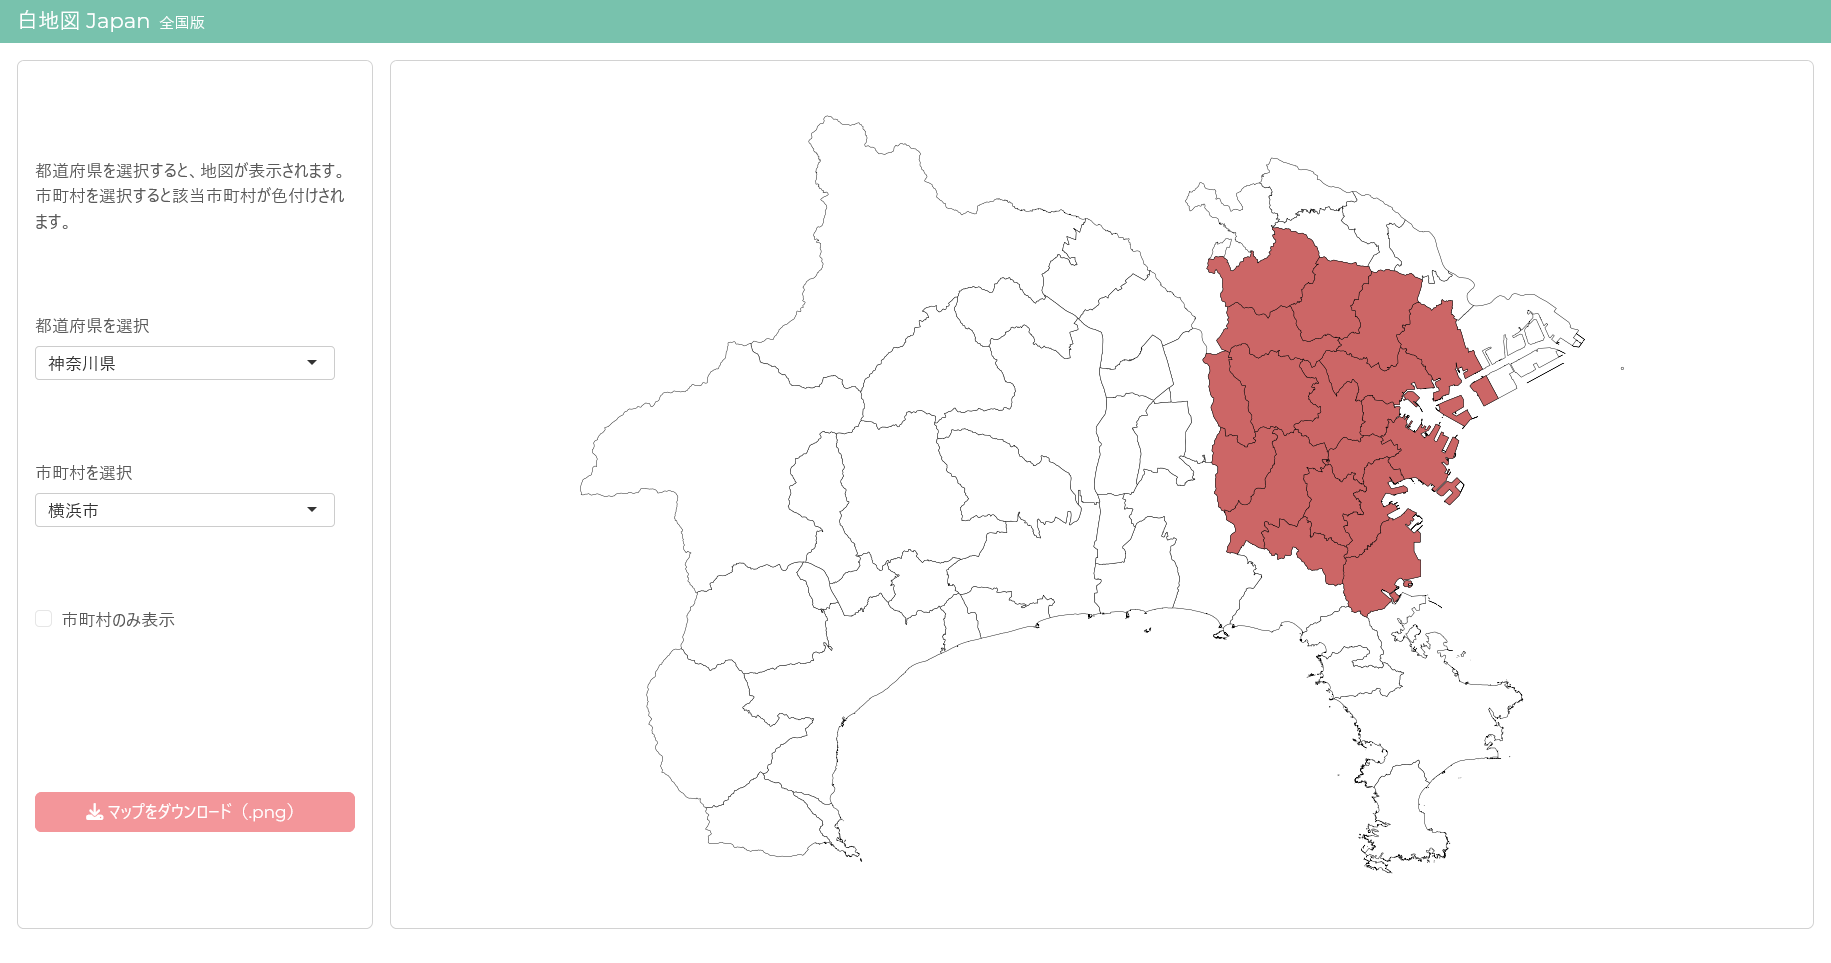 白地図 Japan 全国版
都道府県を選択すると、地図が表示されます。
市町村を選択すると該当市町村が色付けされ
ます。
都道府県を選択
神奈川県
市町村を選択
横浜市
市町村のみ表示
マップをダウンロード（.png）